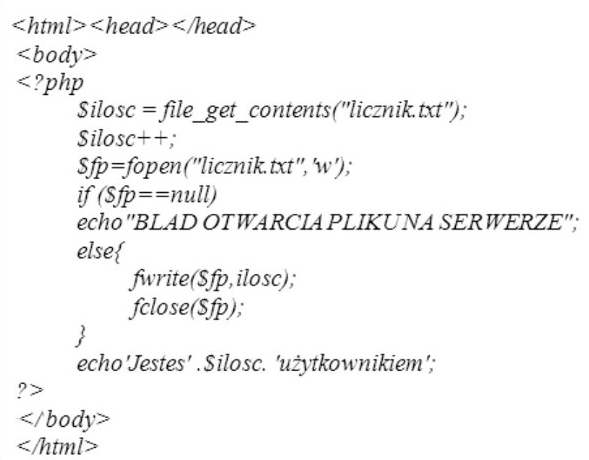 <html><head></head>
<body>
<?php
$ilosc = file_get_contents("licznik.txt");
$ilosc++;
$fp=fopen("licznik.txt",'w');
if ($fp==null)
echo"BLAD OTWARCIA PLIKU NA SERWERZE";
else{
fwrite($fp,ilosc);
fclose($fp);
}
echo'Jestes' .$ilosc. 'użytkownikiem';
?>
</body>
</html>